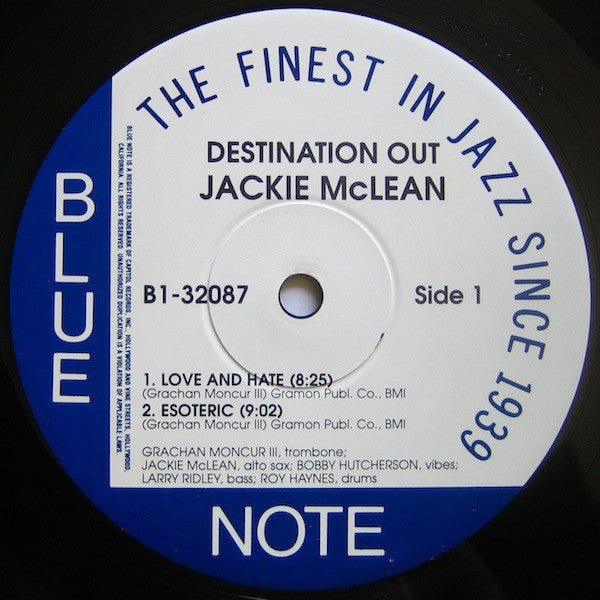 THE FINEST IN JAZZ SINCE 1939
DESTINATION OUT
JACKIE McLEAN
B1-32087
Side 1
1. LOVE AND HATE (8:25)
(Grachan Moncur III) Gramon Publ. Co., BMI
2. ESOTERIC (9:02)
(Grachan Moncur III) Gramon Publ. Co., BMI
GRACHAN MONCUR III, trombone;
JACKIE McLEAN, alto sax; BOBBY HUTCHERSON, vibes;
LARRY RIDLEY, bass; ROY HAYNES, drums
BLUE
NOTE
BLUE NOTE IS A REGISTERED TRADEMARK OF CAPITOL RECORDS, INC., HOLLYWOOD AND VINE STREETS, HOLLYWOOD,
CALIFORNIA. ALL RIGHTS RESERVED. UNAUTHORIZED DUPLICATION IS A VIOLATION OF APPLICABLE LAWS.